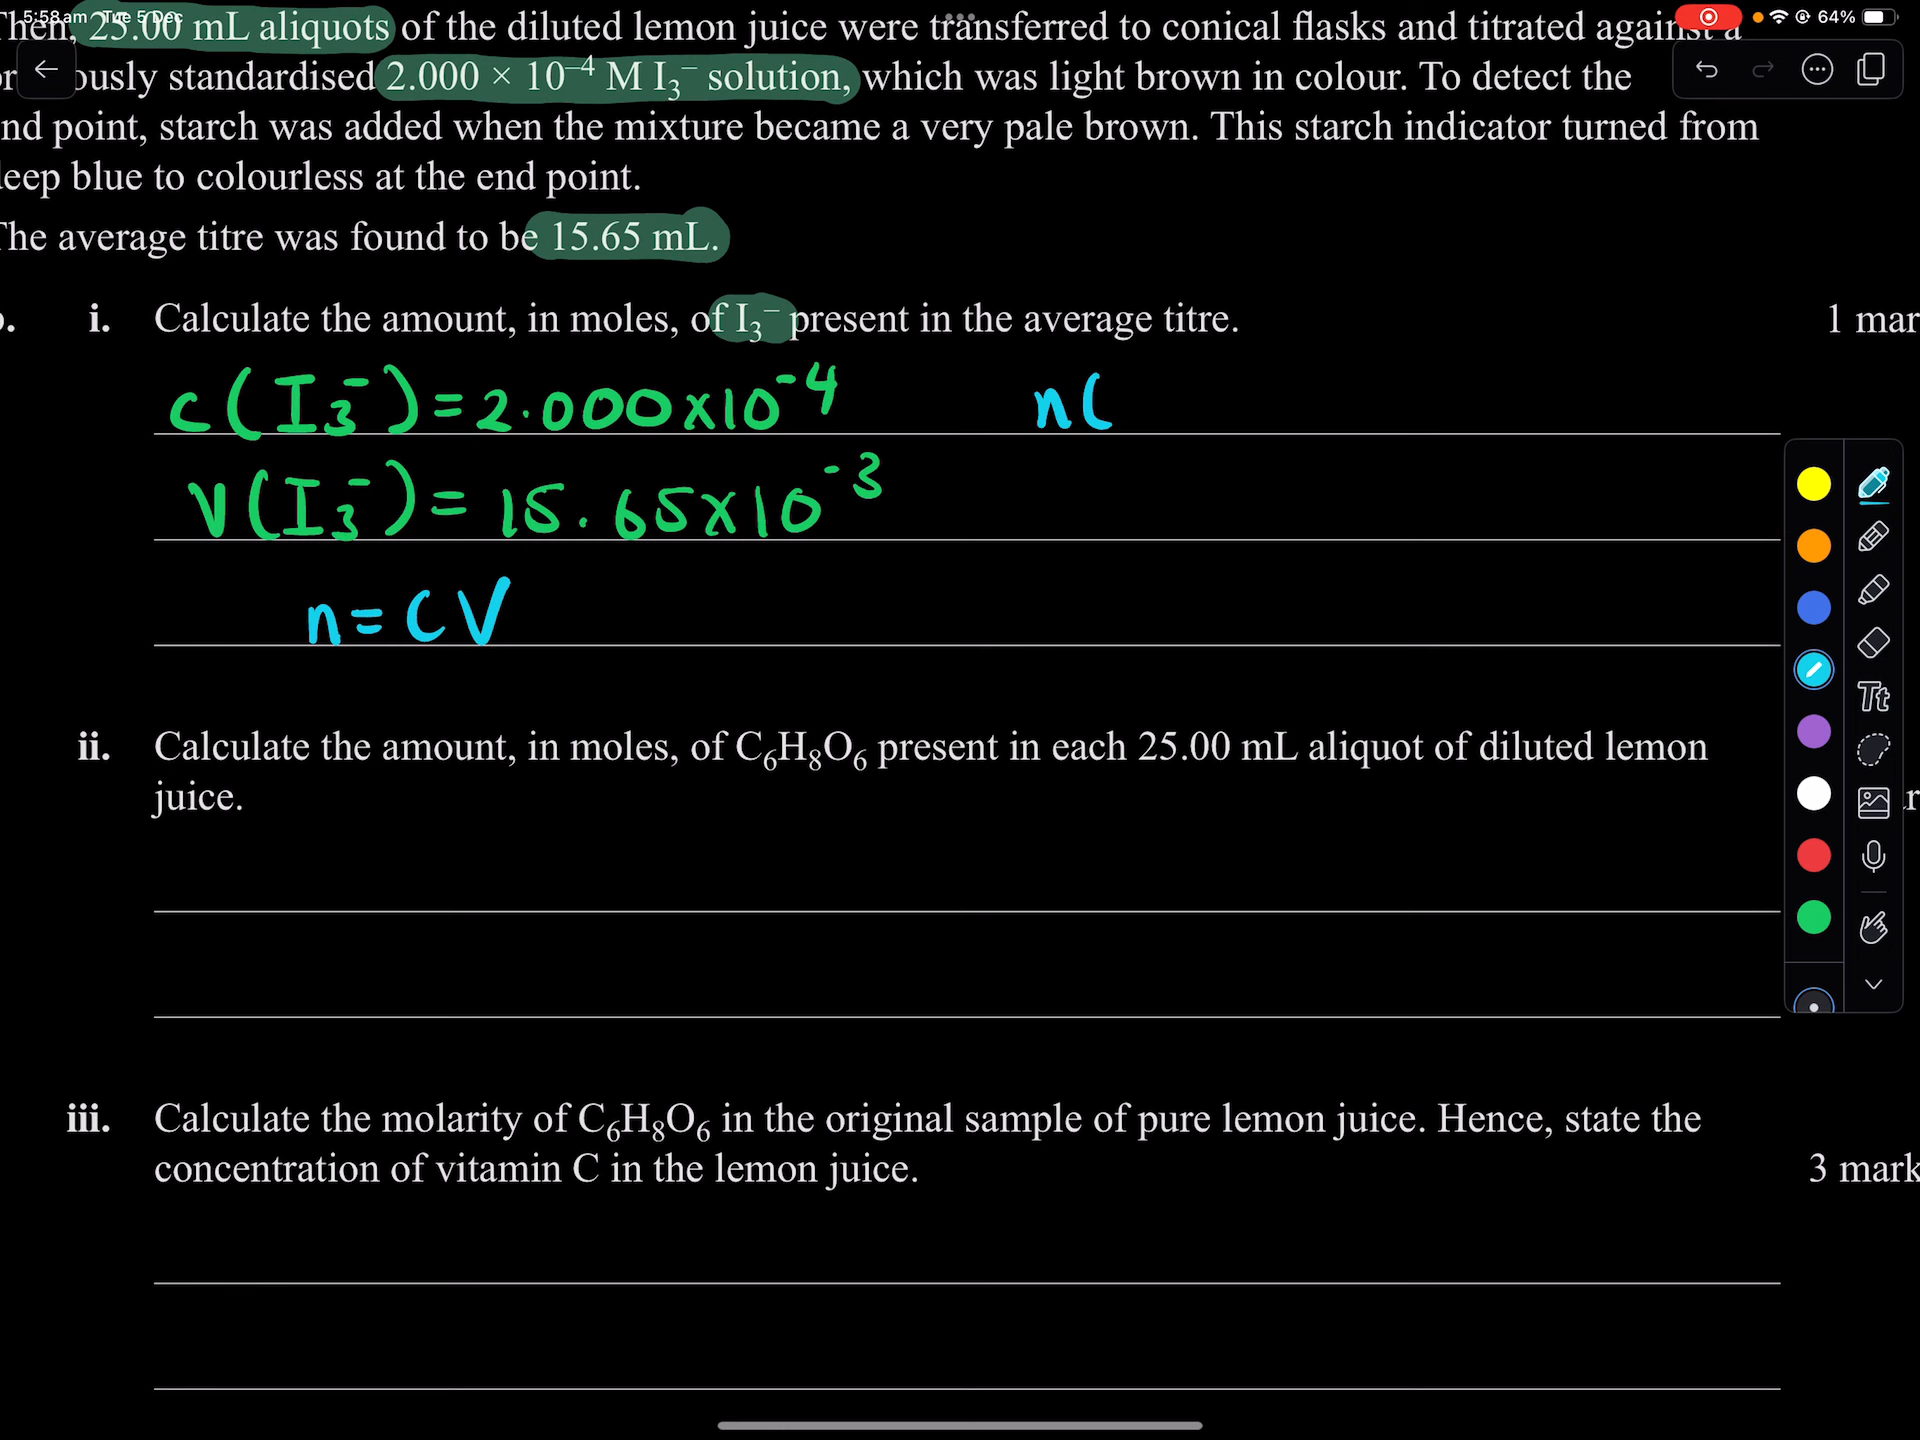 5:58 am Tue 5 Dec
64%
Then, 25.00 mL aliquots of the diluted lemon juice were transferred to conical flasks and titrated against a
ously standardised 2.000 × 10⁻⁴ M I₃⁻ solution, which was light brown in colour. To detect the
nd point, starch was added when the mixture became a very pale brown. This starch indicator turned from
deep blue to colourless at the end point.
The average titre was found to be 15.65 mL.
i. Calculate the amount, in moles, of I₃⁻ present in the average titre.
1 mar
c(I₃⁻)=2.000x10⁻⁴
n(
V(I₃⁻)= 15.65x10⁻³
n=CV
ii. Calculate the amount, in moles, of C₆H₈O₆ present in each 25.00 mL aliquot of diluted lemon
juice.
Tt
iii. Calculate the molarity of C₆H₈O₆ in the original sample of pure lemon juice. Hence, state the
concentration of vitamin C in the lemon juice.
3 mark